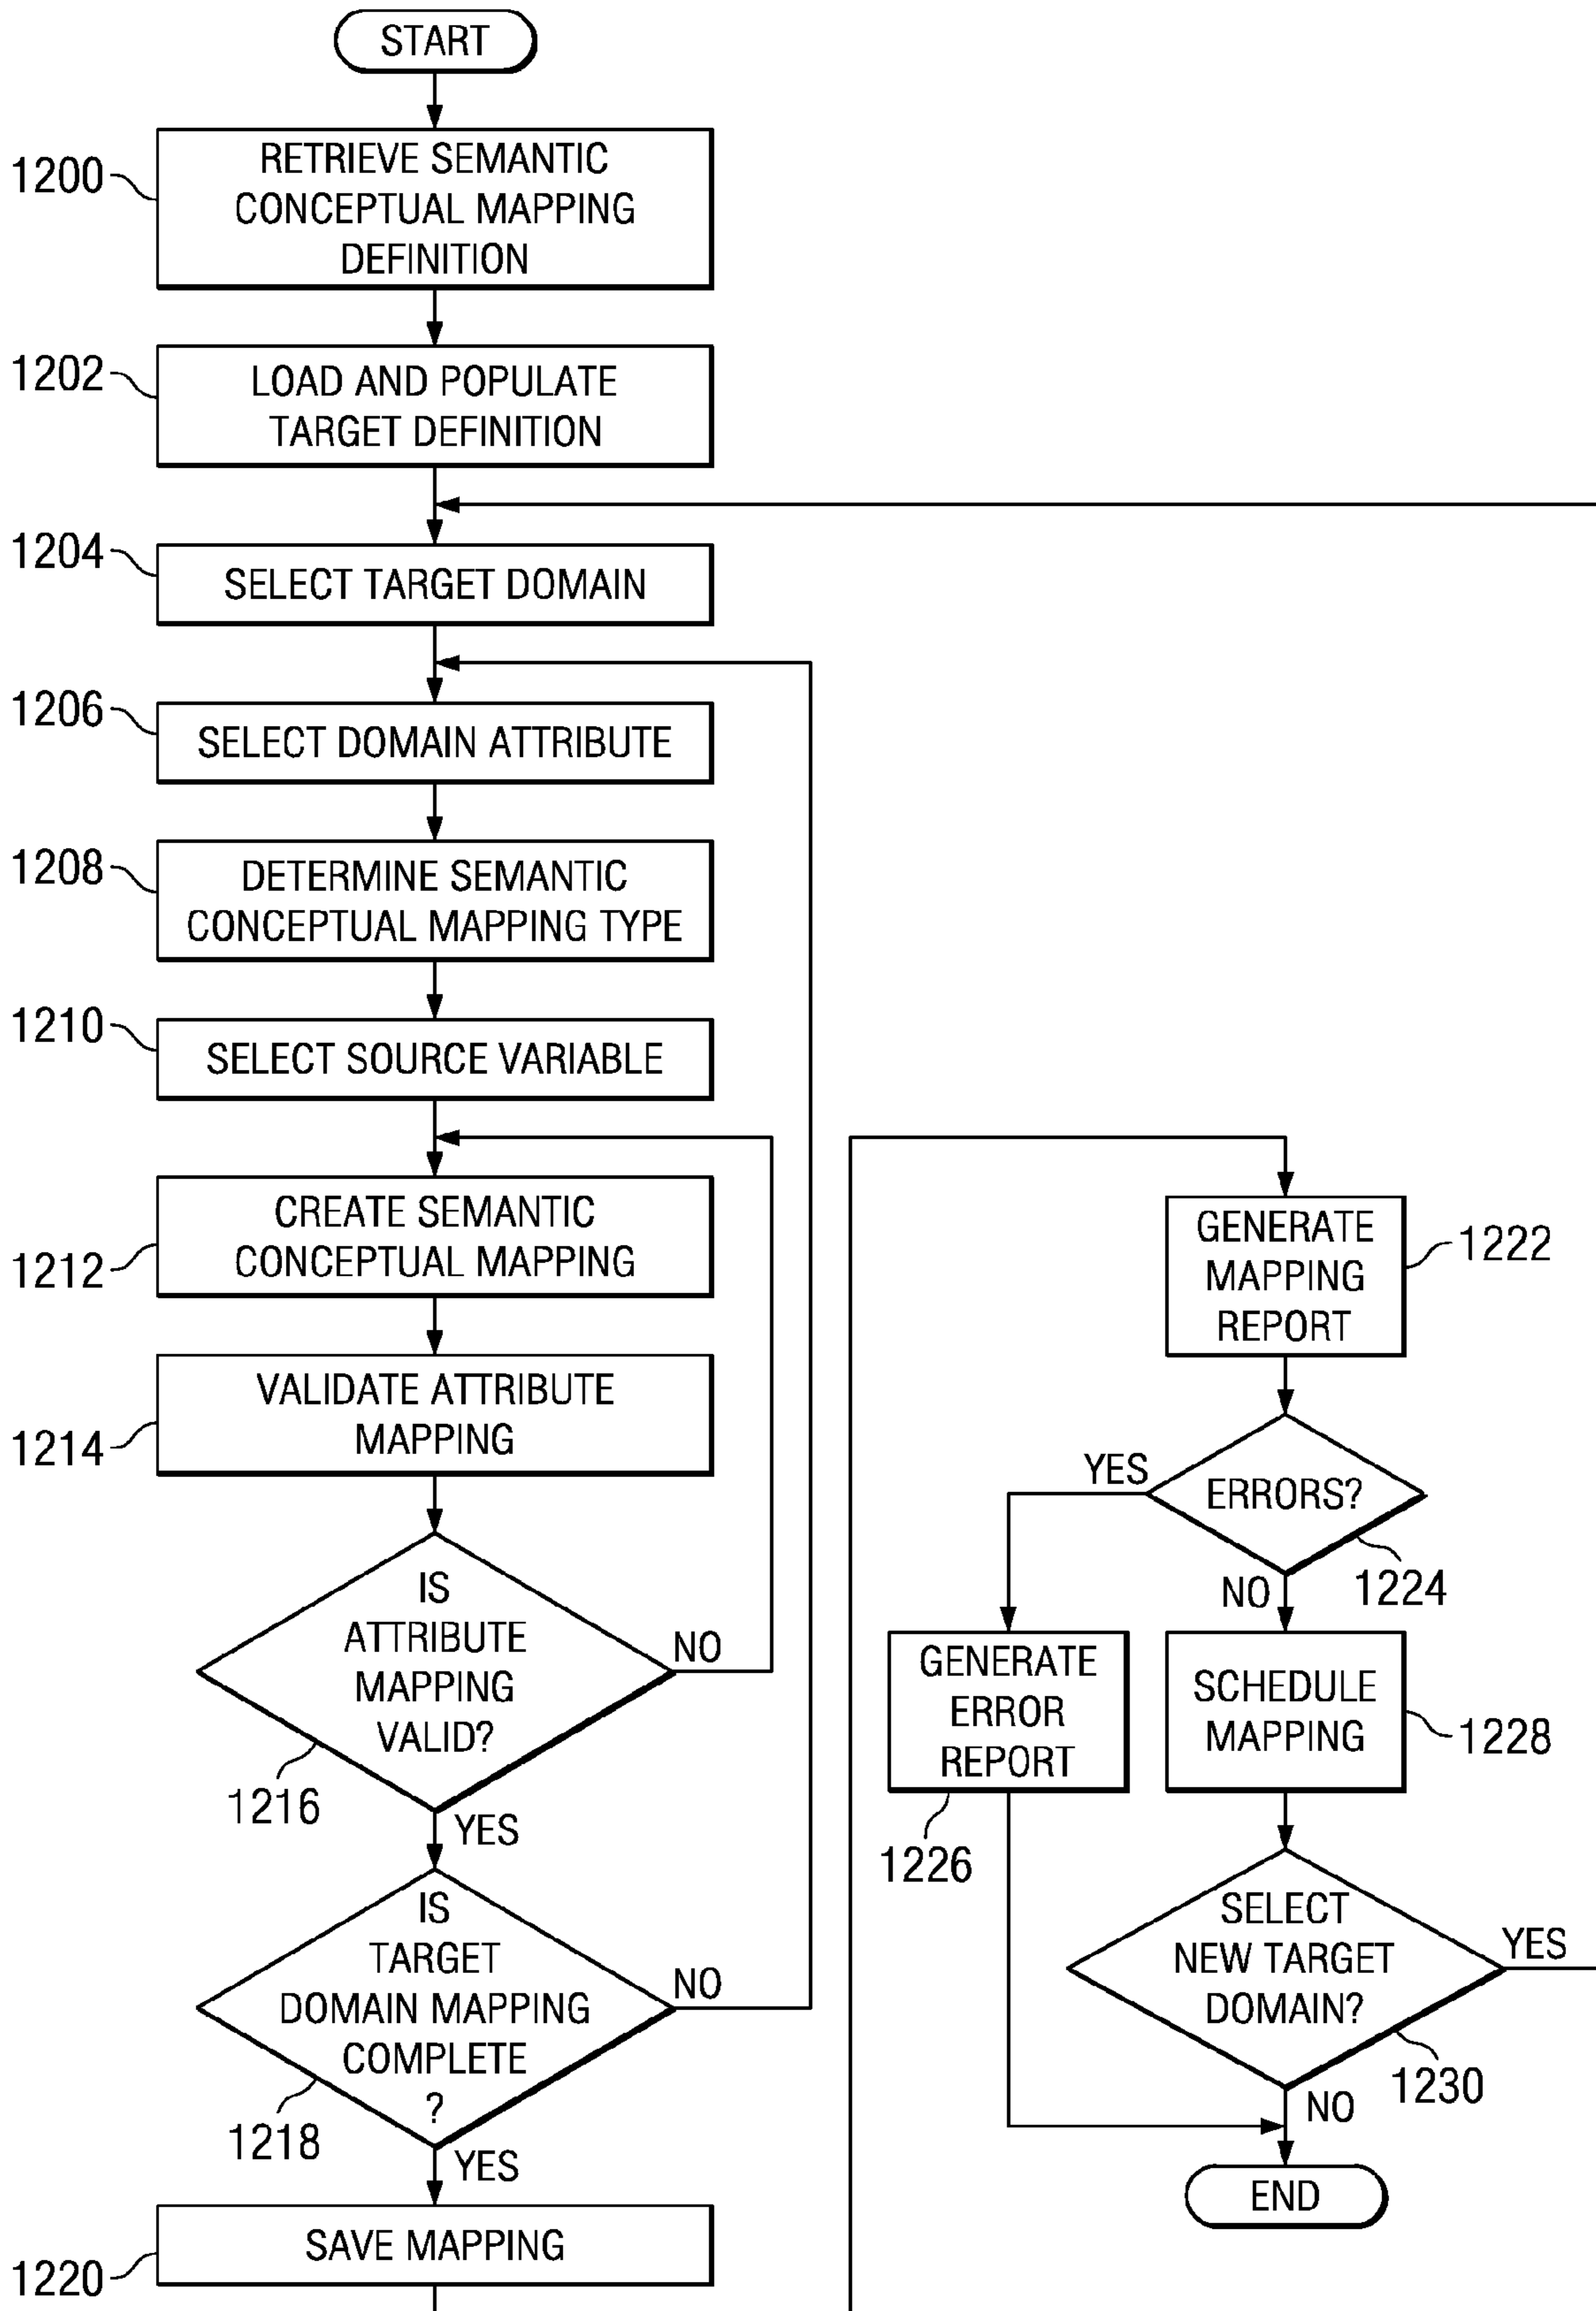 START
1200
RETRIEVE SEMANTIC
CONCEPTUAL MAPPING
DEFINITION
1202
LOAD AND POPULATE
TARGET DEFINITION
1204
SELECT TARGET DOMAIN
1206
SELECT DOMAIN ATTRIBUTE
1208
DETERMINE SEMANTIC
CONCEPTUAL MAPPING TYPE
1210
SELECT SOURCE VARIABLE
1212
CREATE SEMANTIC
CONCEPTUAL MAPPING
1214
VALIDATE ATTRIBUTE
MAPPING
IS
ATTRIBUTE
MAPPING
VALID?
NO
1216
YES
IS
TARGET
DOMAIN MAPPING
COMPLETE
?
NO
1218
YES
SAVE MAPPING
1220
GENERATE
MAPPING
REPORT
1222
YES
ERRORS?
1224
NO
GENERATE
ERROR
REPORT
1226
SCHEDULE
MAPPING
1228
SELECT
NEW TARGET
DOMAIN?
YES
1230
NO
END